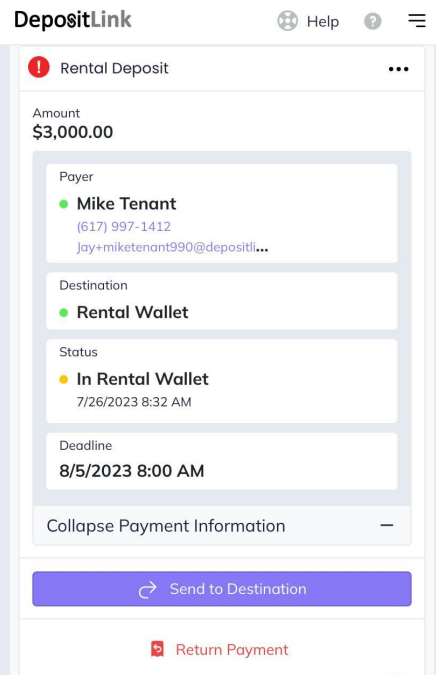 DepositLink
Help
?
! Rental Deposit
Amount
$3,000.00
Payer
Mike Tenant
(617) 997-1412
Jay+miketenant990@depositli...
Destination
Rental Wallet
Status
In Rental Wallet
7/26/2023 8:32 AM
Deadline
8/5/2023 8:00 AM
Collapse Payment Information
Send to Destination
Return Payment